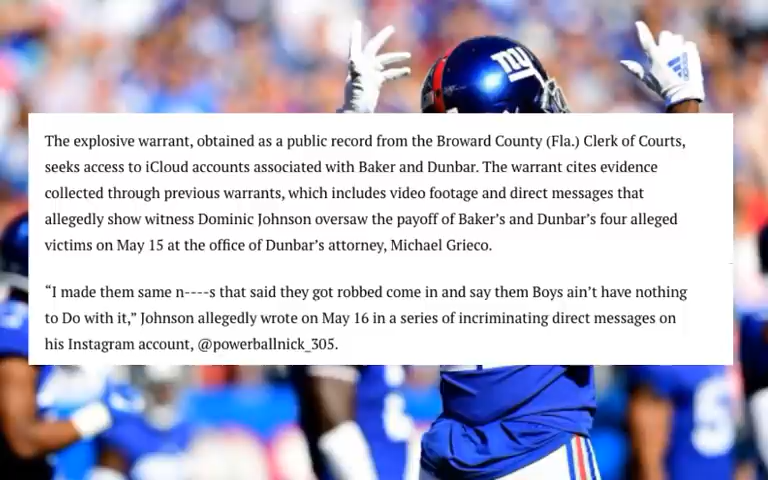 ny
The explosive warrant, obtained as a public record from the Broward County (Fla.) Clerk of Courts,
seeks access to iCloud accounts associated with Baker and Dunbar. The warrant cites evidence
collected through previous warrants, which includes video footage and direct messages that
allegedly show witness Dominic Johnson oversaw the payoff of Baker’s and Dunbar’s four alleged
victims on May 15 at the office of Dunbar’s attorney, Michael Grieco.
“I made them same n----s that said they got robbed come in and say them Boys ain’t have nothing
to Do with it,” Johnson allegedly wrote on May 16 in a series of incriminating direct messages on
his Instagram account, @powerballnick_305.